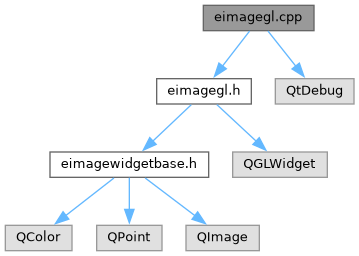 eimagegl.cpp
eimagegl.h
QtDebug
eimagewidgetbase.h
QGLWidget
QColor
QPoint
QImage